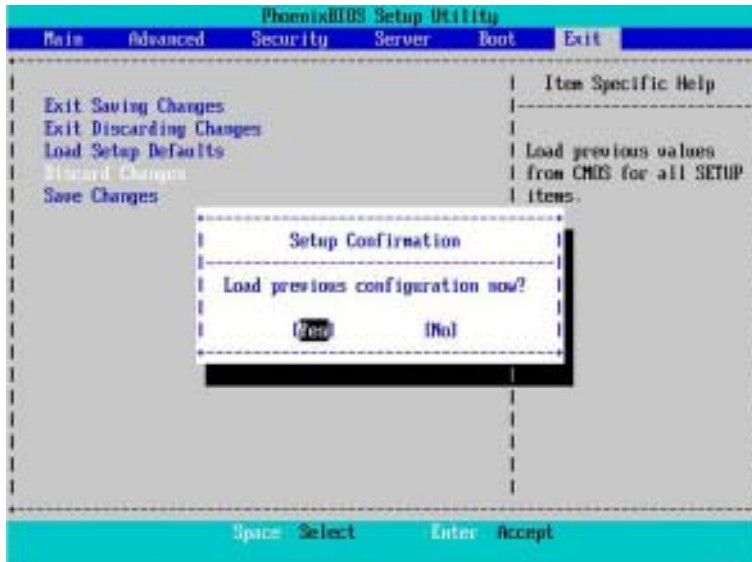 PhoenixBIOS Setup Utility
Main Advanced Security Server Boot Exit
Item Specific Help
Exit Saving Changes
Exit Discarding Changes
Load Setup Defaults
Discard Changes
Save Changes
Load previous values
from CMOS for all SETUP
items.
Setup Confirmation
Load previous configuration now?
[Yes] [No]
Space Select Enter Accept